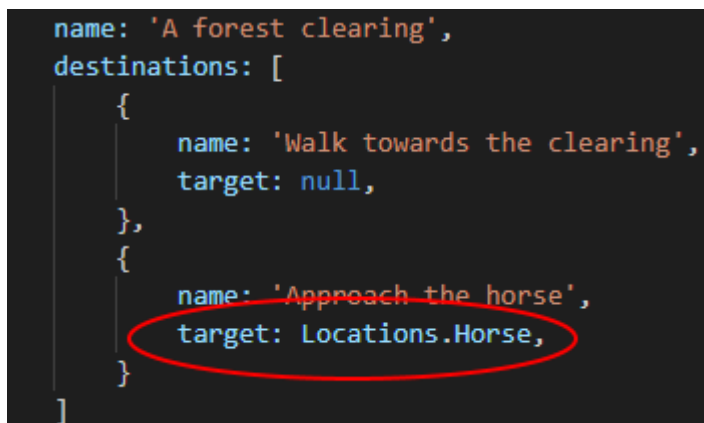 name: 'A forest clearing',
destinations: [
{
name: 'Walk towards the clearing',
target: null,
},
{
name: 'Approach the horse',
target: Locations.Horse,
}
]